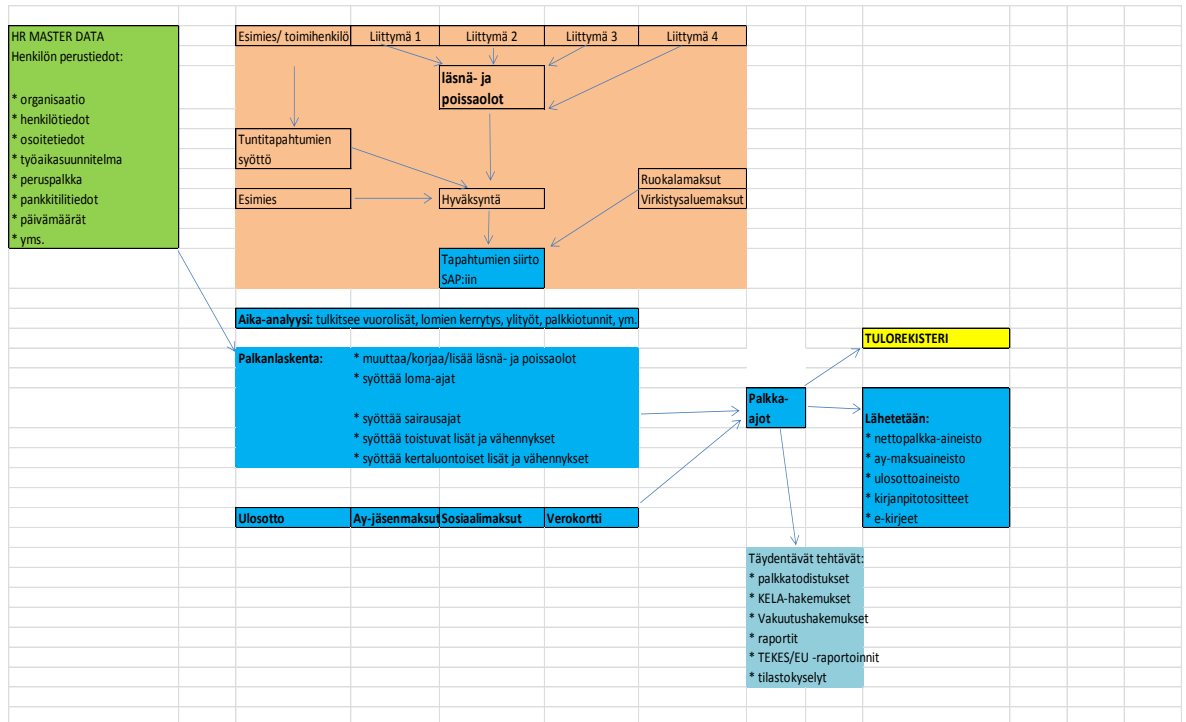 HR MASTER DATA
Henkilön perustiedot:
* organisaatio
* henkilötiedot
* osoitetiedot
* työaikasuunnitelma
* peruspalkka
* pankkitilitiedot
* päivämäärät
* yms.
Esimies/ toimihenkilö
Liittymä 1
Liittymä 2
Liittymä 3
Liittymä 4
läsnä- ja
poissaolot
Tuntitapahtumien
syöttö
Ruokalamaksut
Esimies
Hyväksyntä
Virkistysaluemaksut
Tapahtumien siirto
SAP:iin
Aika-analyysi: tulkitsee vuorolisät, lomien kerrytys, ylityöt, palkkiotunnit, ym.
Palkanlaskenta:
* muuttaa/korjaa/lisää läsnä- ja poissaolot
* syöttää loma-ajat
* syöttää sairausajat
* syöttää toistuvat lisät ja vähennykset
* syöttää kertaluontoiset lisät ja vähennykset
Ulosotto
Ay-jäsenmaksut
Sosiaalimaksut
Verokortti
Palkka-
ajot
TULOREKISTERI
Lähetetään:
* nettopalkka-aineisto
* ay-maksuaineisto
* ulosottoaineisto
* kirjanpitotositteet
* e-kirjeet
Täydentävät tehtävät:
* palkkatodistukset
* KELA-hakemukset
* Vakuutushakemukset
* raportit
* TEKES/EU -raportoinnit
* tilastokyselyt